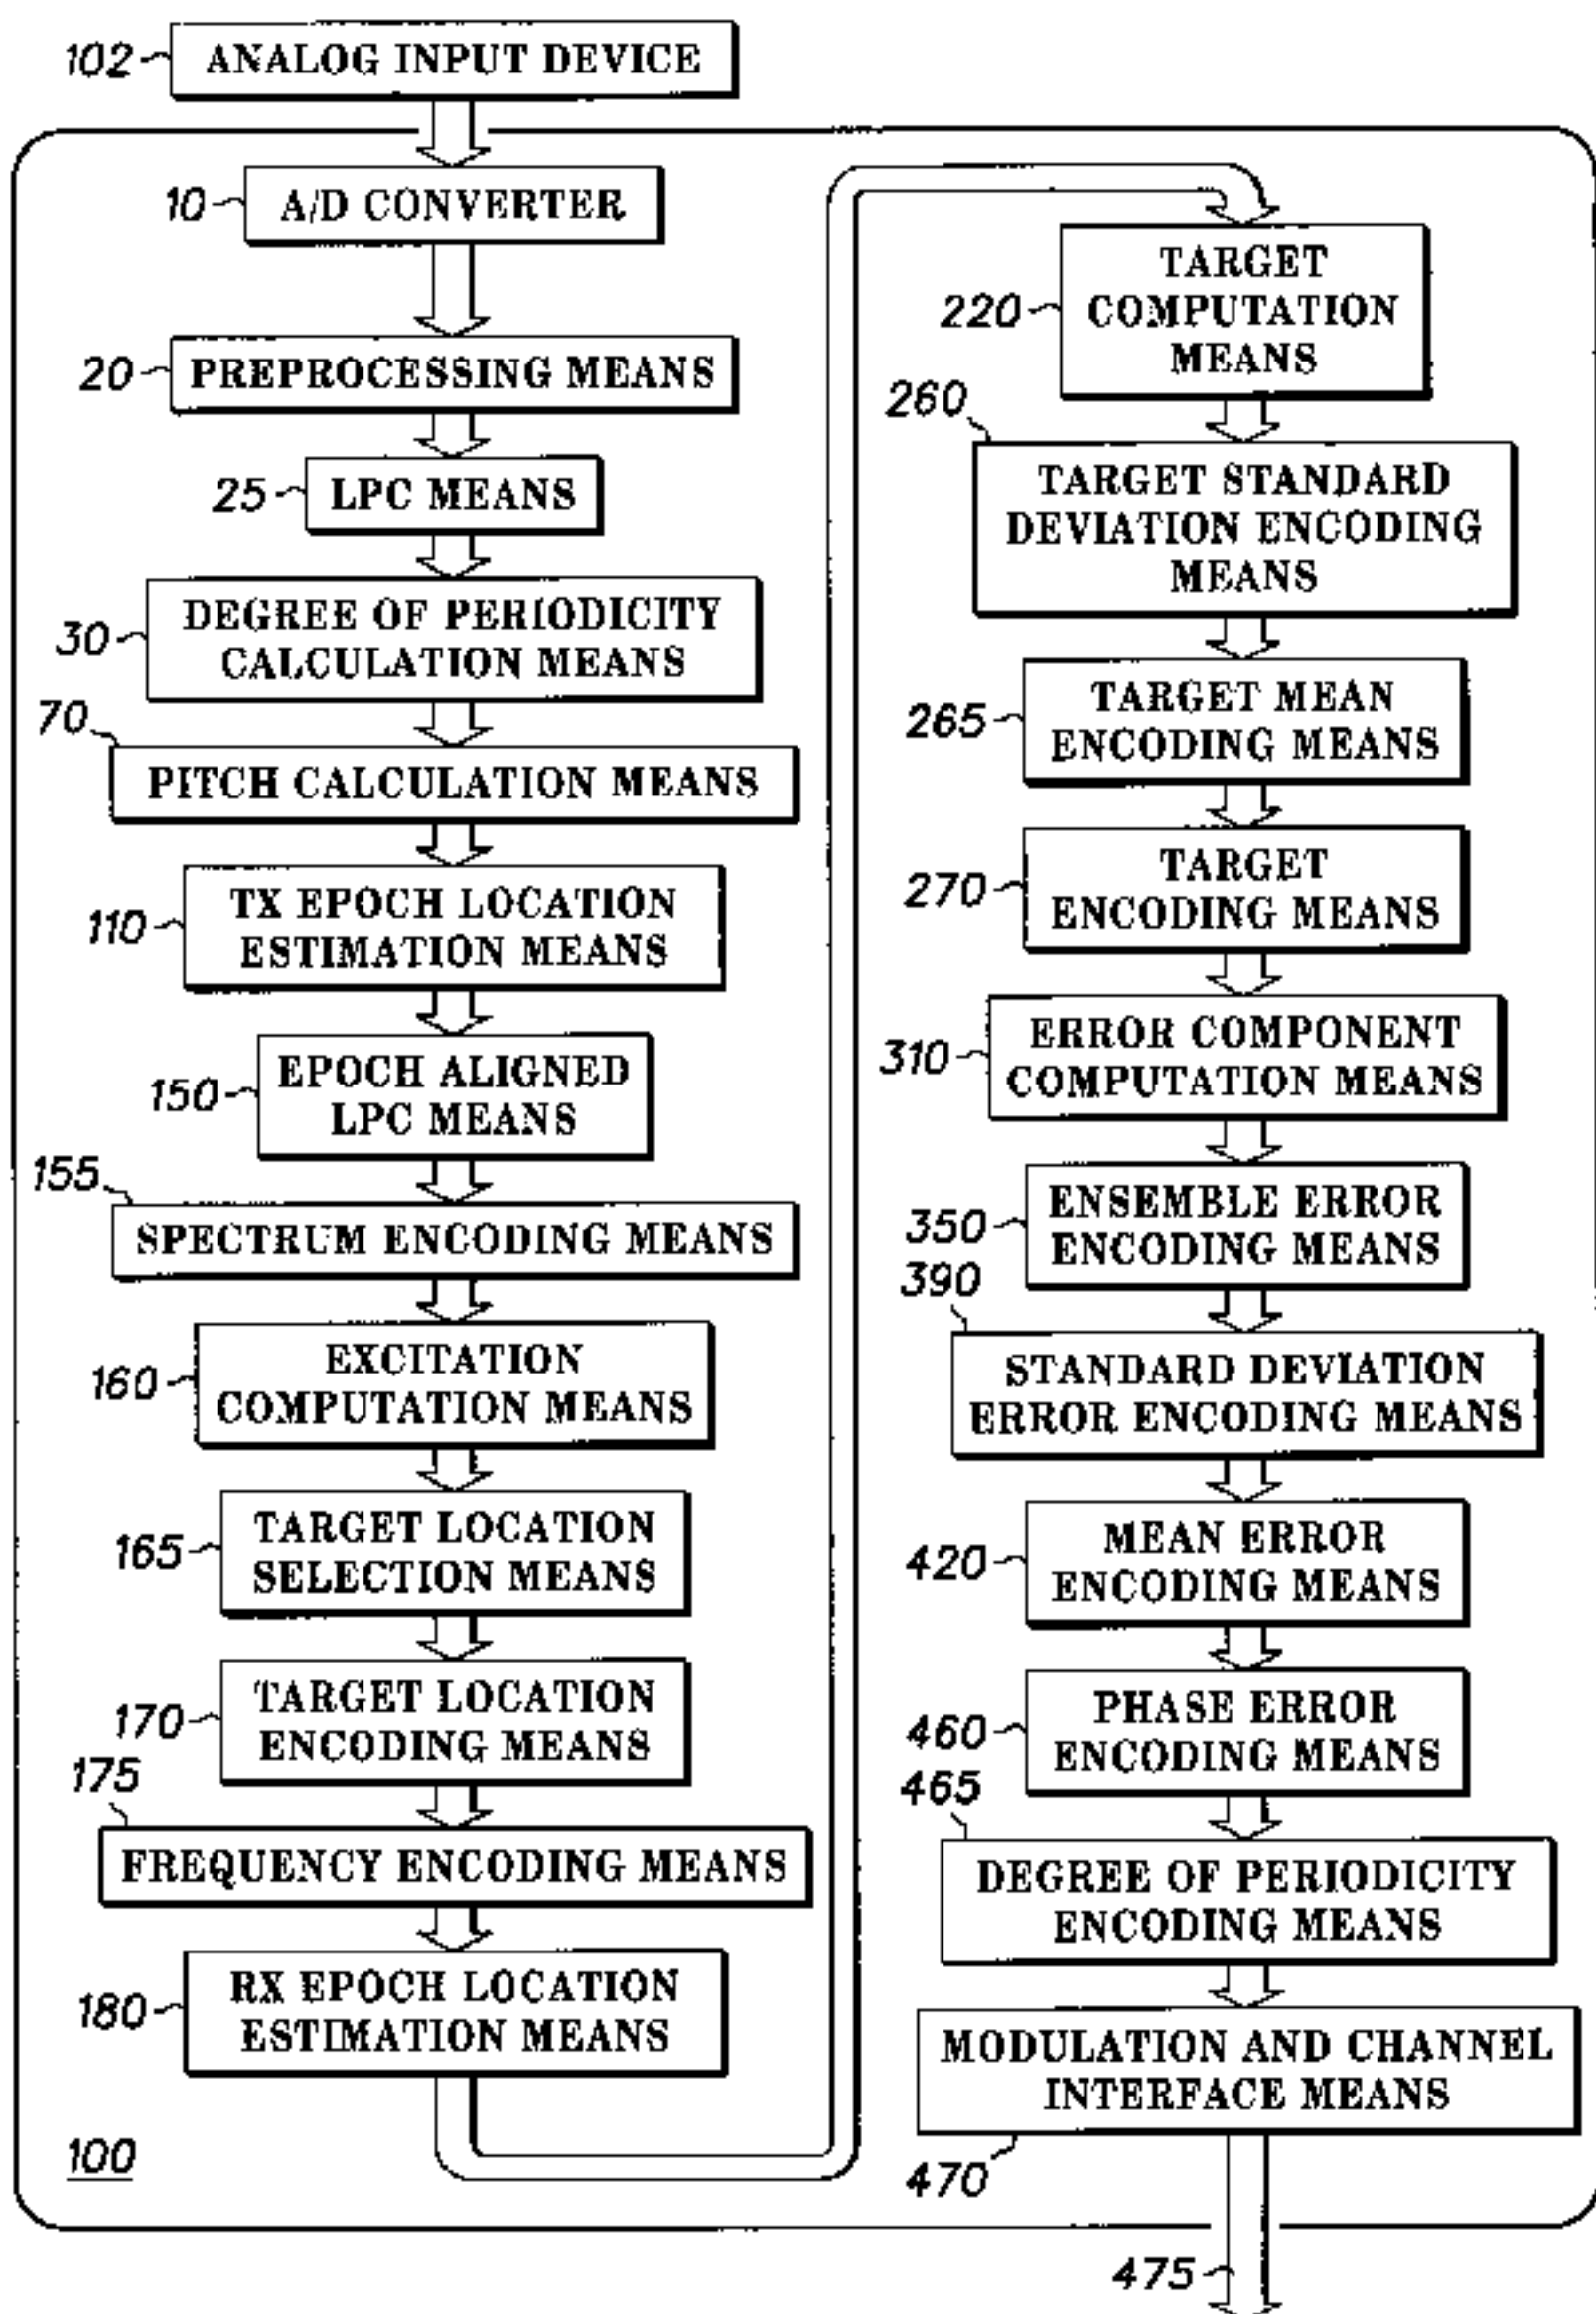 102 ANALOG INPUT DEVICE
10 A/D CONVERTER
20 PREPROCESSING MEANS
25 LPC MEANS
30 DEGREE OF PERIODICITY
CALCULATION MEANS
70
PITCH CALCULATION MEANS
110 TX EPOCH LOCATION
ESTIMATION MEANS
150 EPOCH ALIGNED
LPC MEANS
155
SPECTRUM ENCODING MEANS
160 EXCITATION
COMPUTATION MEANS
165 TARGET LOCATION
SELECTION MEANS
170 TARGET LOCATION
ENCODING MEANS
175
FREQUENCY ENCODING MEANS
180 RX EPOCH LOCATION
ESTIMATION MEANS
100
220 TARGET
COMPUTATION
MEANS
260
TARGET STANDARD
DEVIATION ENCODING
MEANS
265 TARGET MEAN
ENCODING MEANS
270 TARGET
ENCODING MEANS
310 ERROR COMPONENT
COMPUTATION MEANS
350 ENSEMBLE ERROR
ENCODING MEANS
390
STANDARD DEVIATION
ERROR ENCODING MEANS
420 MEAN ERROR
ENCODING MEANS
460 PHASE ERROR
ENCODING MEANS
465
DEGREE OF PERIODICITY
ENCODING MEANS
MODULATION AND CHANNEL
INTERFACE MEANS
470
475